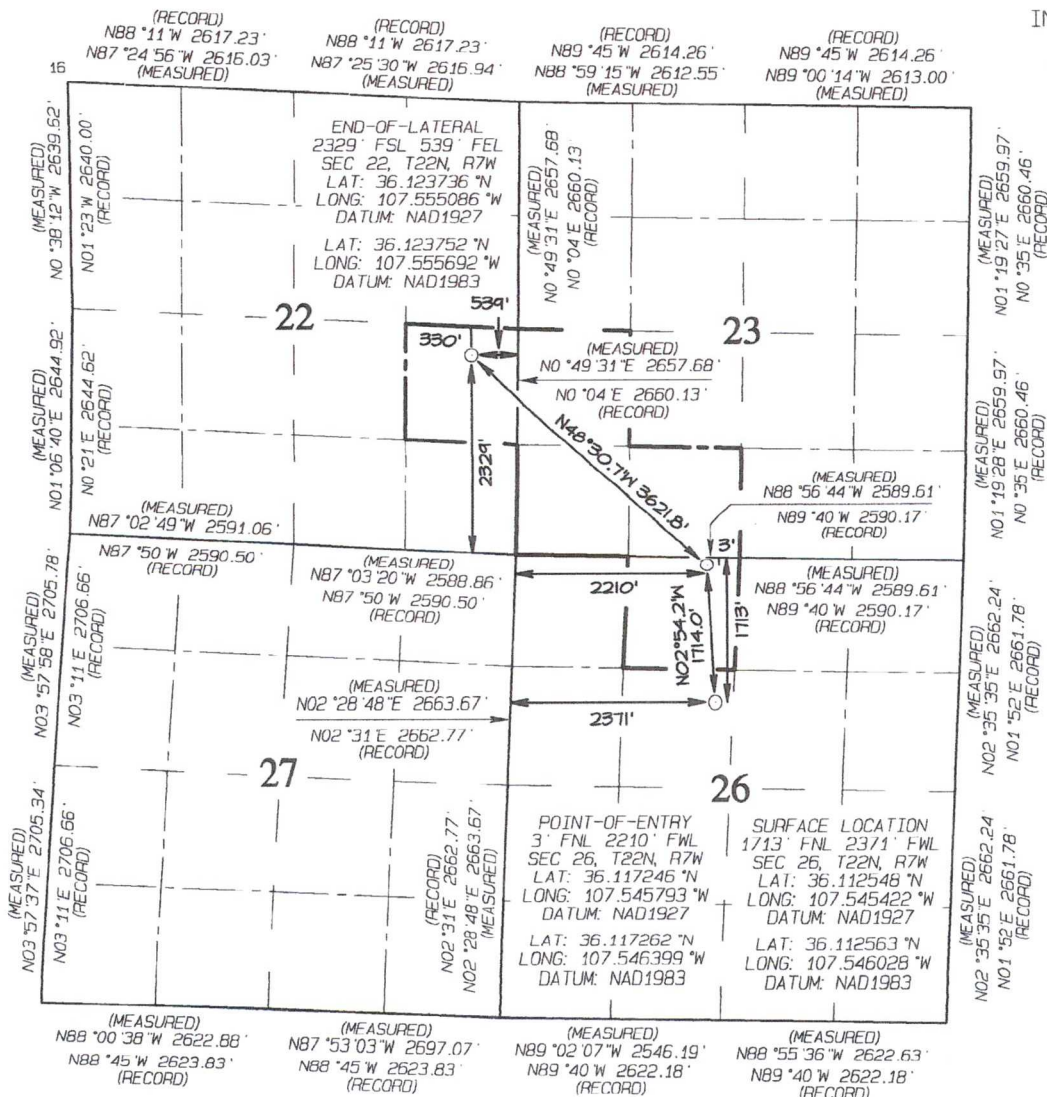 IN
(RECORD)
N88°11'W 2617.23'
N87°24'56"W 2616.03'
(MEASURED)
(RECORD)
N88°11'W 2617.23'
N87°25'30"W 2616.94'
(MEASURED)
(RECORD)
N89°45'W 2614.26'
N88°59'15"W 2612.55'
(MEASURED)
(RECORD)
N89°45'W 2614.26'
N89°00'14"W 2613.00'
(MEASURED)
16
(MEASURED)
N0°38'12"W 2639.62'
N01°23'W 2640.00'
(RECORD)
END-OF-LATERAL
2329' FSL 539' FEL
SEC 22, T22N, R7W
LAT: 36.123736°N
LONG: 107.555086°W
DATUM: NAD1927
LAT: 36.123752°N
LONG: 107.555692°W
DATUM: NAD1983
(MEASURED)
N0°49'31"E 2657.68'
N0°04'E 2660.13'
(RECORD)
(MEASURED)
N01°19'27"E 2659.97'
N0°35'E 2660.46'
(RECORD)
22
23
539'
330'
(MEASURED)
N0°49'31"E 2657.68'
N0°04'E 2660.13'
(RECORD)
(MEASURED)
N01°06'40"E 2644.92'
N0°21'E 2644.62'
(RECORD)
2329'
N48°30.7'W 3621.8'
(MEASURED)
N01°19'28"E 2659.97'
N0°35'E 2660.46'
(RECORD)
(MEASURED)
N88°56'44"W 2589.61'
N89°40'W 2590.17'
(RECORD)
(MEASURED)
N87°02'49"W 2591.06'
N87°50'W 2590.50'
(RECORD)
(MEASURED)
N87°03'20"W 2588.86'
N87°50'W 2590.50'
(RECORD)
3'
2210'
N02°54.2'W
1714.0'
1713'
(MEASURED)
N88°56'44"W 2589.61'
N89°40'W 2590.17'
(RECORD)
(MEASURED)
N03°57'58"E 2705.78'
N03°11'E 2706.66'
(RECORD)
(MEASURED)
N02°28'48"E 2663.67'
N02°31'E 2662.77'
(RECORD)
2371'
(MEASURED)
N02°35'35"E 2662.24'
N01°52'E 2661.78'
(RECORD)
27
26
(MEASURED)
N03°57'37"E 2705.34'
N03°11'E 2706.66'
(RECORD)
(RECORD)
N02°31'E 2662.77'
N02°28'48"E 2663.67'
(MEASURED)
POINT-OF-ENTRY
3' FNL 2210' FWL
SEC 26, T22N, R7W
LAT: 36.117246°N
LONG: 107.545793°W
DATUM: NAD1927
LAT: 36.117262°N
LONG: 107.546399°W
DATUM: NAD1983
SURFACE LOCATION
1713' FNL 2371' FWL
SEC 26, T22N, R7W
LAT: 36.112548°N
LONG: 107.545422°W
DATUM: NAD1927
LAT: 36.112563°N
LONG: 107.546028°W
DATUM: NAD1983
(MEASURED)
N02°35'35"E 2662.24'
N01°52'E 2661.78'
(RECORD)
(MEASURED)
N88°00'38"W 2622.88'
N88°45'W 2623.83'
(RECORD)
(MEASURED)
N87°53'03"W 2697.07'
N88°45'W 2623.83'
(RECORD)
(MEASURED)
N89°02'07"W 2546.19'
N89°40'W 2622.18'
(RECORD)
(MEASURED)
N88°55'36"W 2622.63'
N89°40'W 2622.18'
(RECORD)